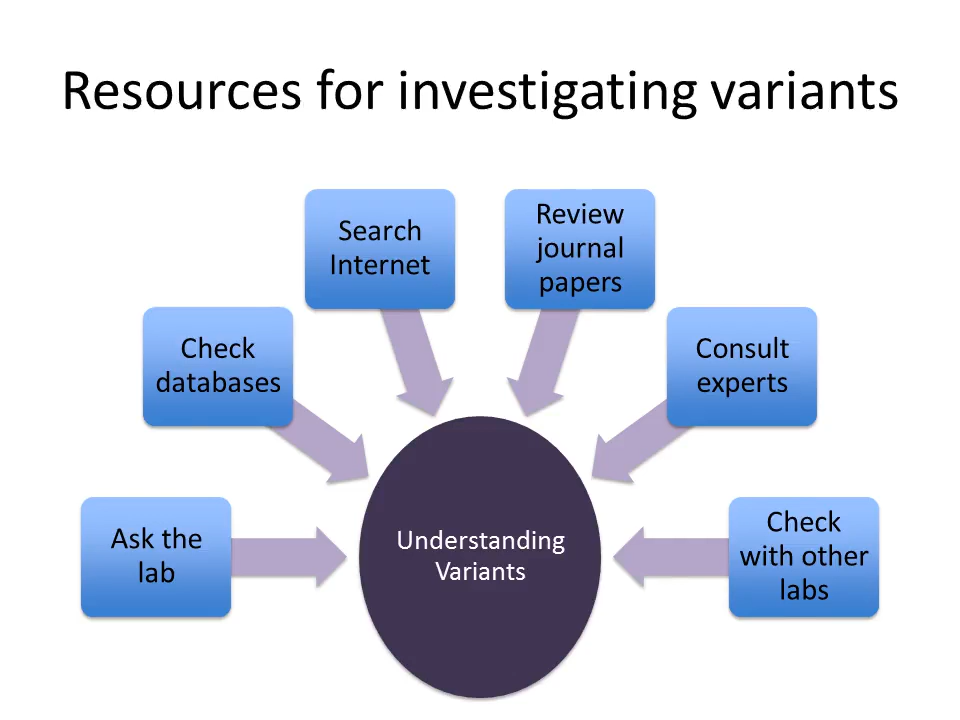 Resources for investigating variants
Search
Internet
Review
journal
papers
Check
databases
Consult
experts
Ask the
lab
Understanding
Variants
Check
with other
labs